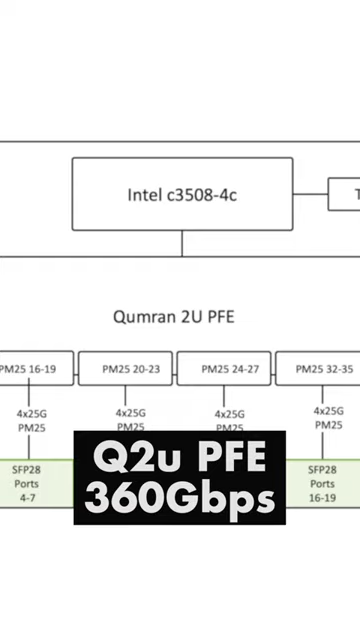 Intel c3508-4c
T
Qumran 2U PFE
PM25 16-19
PM25 20-23
PM25 24-27
PM25 32-35
4x25G
PM25
4x25G
PM25
4x25G
PM25
4x25G
PM25
SFP28
Ports
4-7
SFP28
Ports
16-19
Q2u PFE
360Gbps